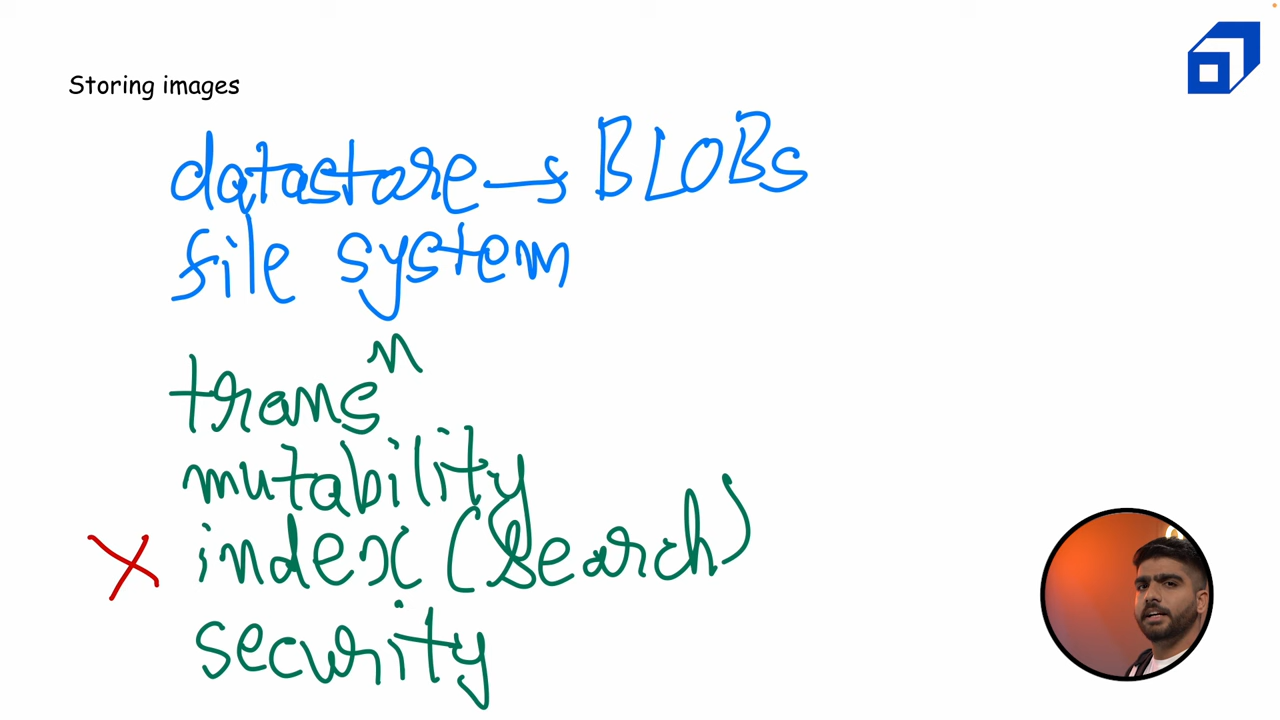 Storing images
datastore → BLOBs
file system
transⁿ
mutability
X index (search)
security